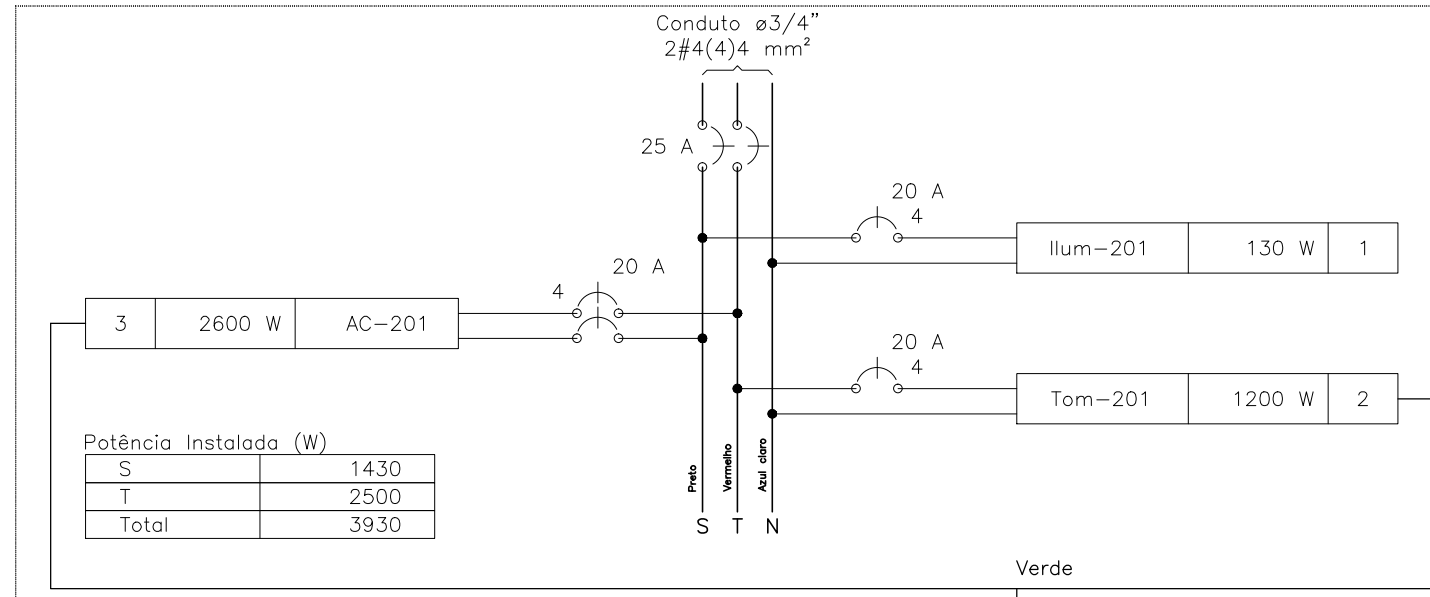 Conduto ø3/4"
2#4(4)4 mm²
25 A
20 A
4
Ilum-201 130 W 1
20 A
4
3 2600 W AC-201
20 A
4
Tom-201 1200 W 2
Potência Instalada (W)
S 1430
T 2500
Total 3930
Preto
Vermelho
Azul claro
S T N
Verde